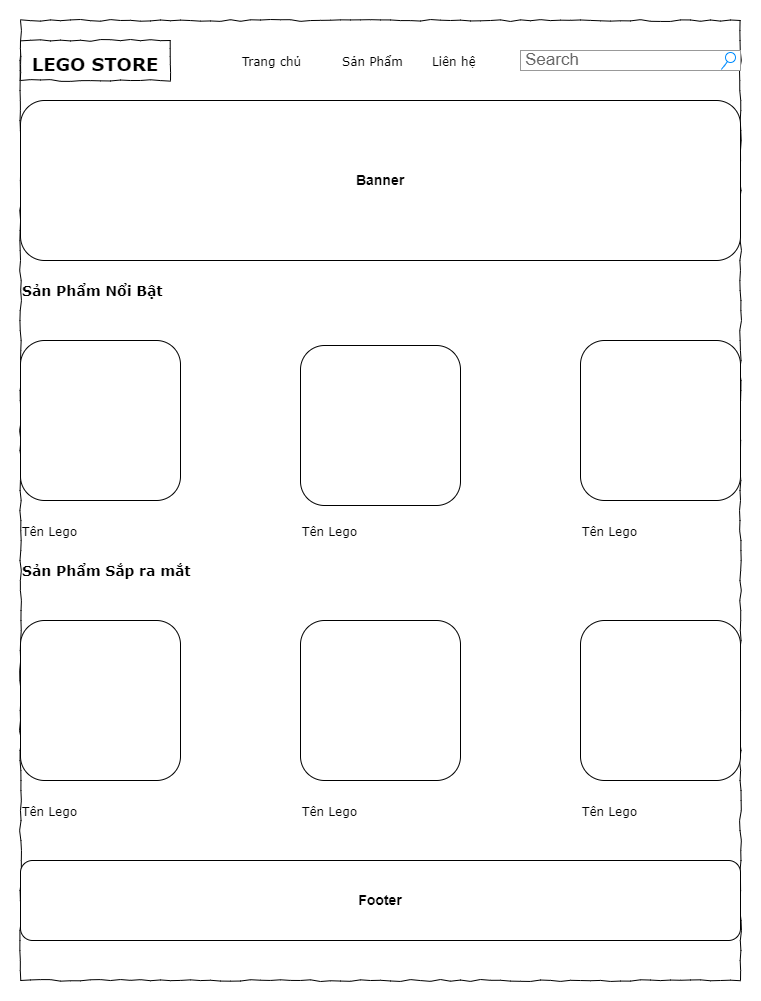 LEGO STORE
Trang chủ
Sản Phẩm
Liên hệ
Search
Banner
Sản Phẩm Nổi Bật
Tên Lego
Tên Lego
Tên Lego
Sản Phẩm Sắp ra mắt
Tên Lego
Tên Lego
Tên Lego
Footer